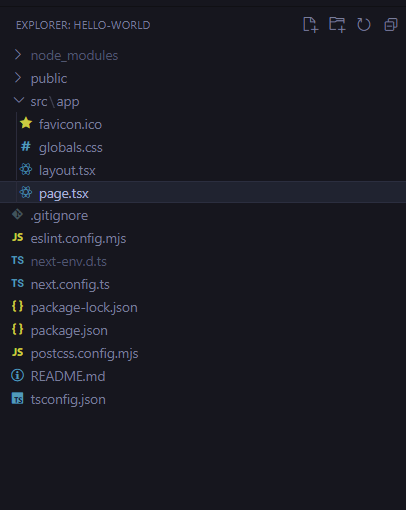 EXPLORER: HELLO-WORLD
node_modules
public
src\app
favicon.ico
# globals.css
layout.tsx
page.tsx
.gitignore
JS eslint.config.mjs
TS next-env.d.ts
TS next.config.ts
{ } package-lock.json
{ } package.json
JS postcss.config.mjs
README.md
TS tsconfig.json